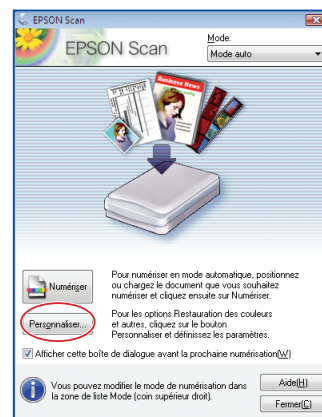 EPSON Scan
EPSON Scan
Mode:
Mode auto
Business News
Numériser
Pour numériser en mode automatique, positionnez
ou chargez le document que vous souhaitez
numériser et cliquez ensuite sur Numériser.
Personnaliser...
Pour les options Restauration des couleurs
et autres, cliquez sur le bouton
Personnaliser et définissez les paramètres.
Afficher cette boîte de dialogue avant la prochaine numérisation(W)
Vous pouvez modifier le mode de numérisation dans
la zone de liste Mode (coin supérieur droit).
Aide(H)
Fermer(C)